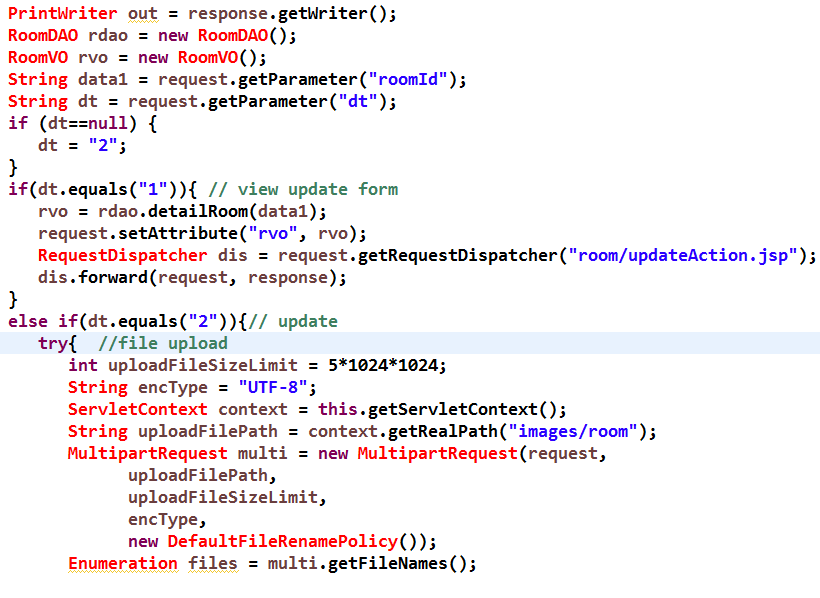 PrintWriter out = response.getWriter();
RoomDAO rdao = new RoomDAO();
RoomVO rvo = new RoomVO();
String data1 = request.getParameter("roomId");
String dt = request.getParameter("dt");
if (dt==null) {
   dt = "2";
}
if(dt.equals("1")){ // view update form
   rvo = rdao.detailRoom(data1);
   request.setAttribute("rvo", rvo);
   RequestDispatcher dis = request.getRequestDispatcher("room/updateAction.jsp");
   dis.forward(request, response);
}
else if(dt.equals("2")){// update
   try{  //file upload
      int uploadFileSizeLimit = 5*1024*1024;
      String encType = "UTF-8";
      ServletContext context = this.getServletContext();
      String uploadFilePath = context.getRealPath("images/room");
      MultipartRequest multi = new MultipartRequest(request,
            uploadFilePath,
            uploadFileSizeLimit,
            encType,
            new DefaultFileRenamePolicy());
      Enumeration files = multi.getFileNames();